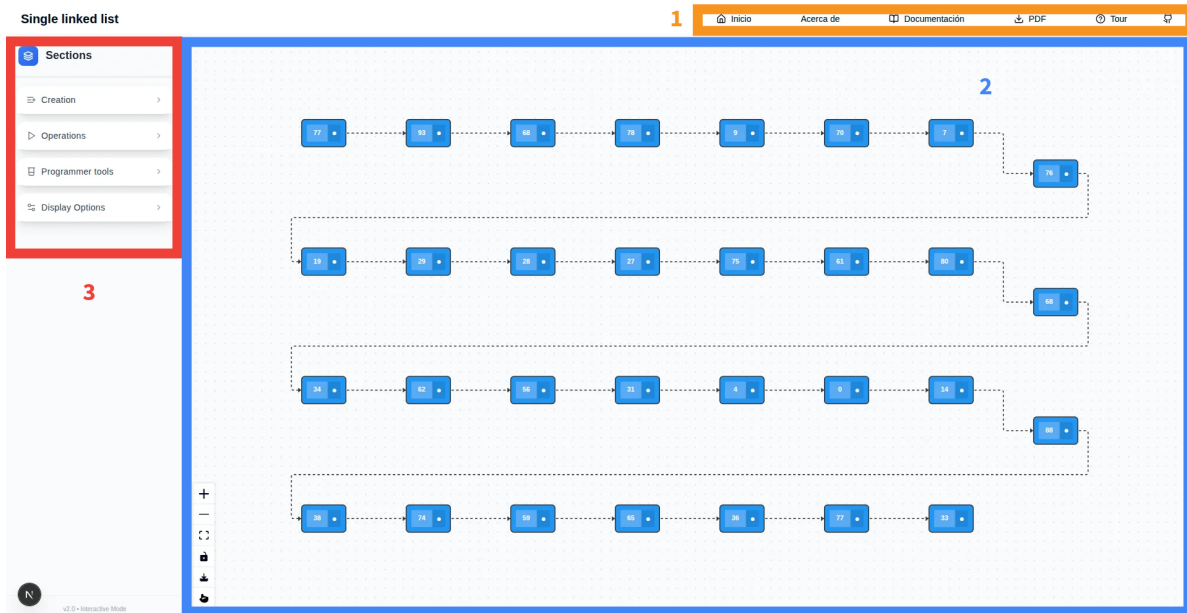 Single linked list
1
Inicio
Acerca de
Documentación
PDF
Tour
Sections
Creation
Operations
Programmer tools
Display Options
3
2
77 93 68 78 9 70 7
76
19 29 28 27 75 61 80
68
34 62 56 31 4 0 14
88
38 74 59 65 36 77 33
N
v2.0 • Interactive Mode